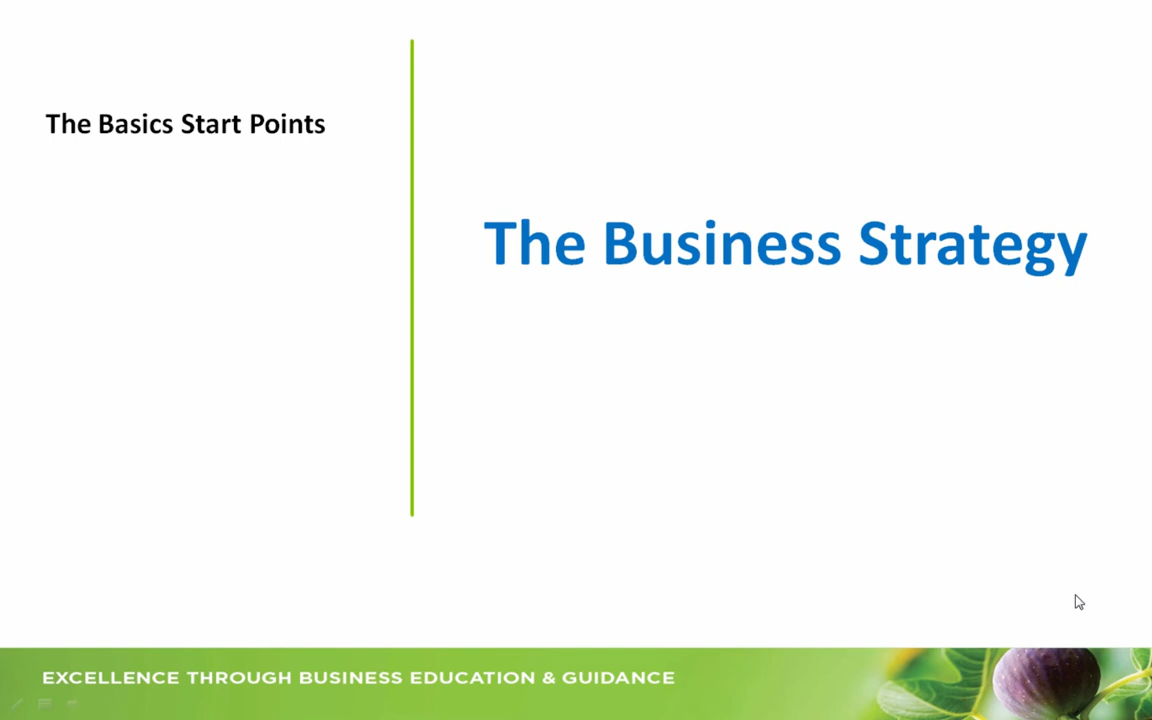 The Basics Start Points
The Business Strategy
EXCELLENCE THROUGH BUSINESS EDUCATION & GUIDANCE